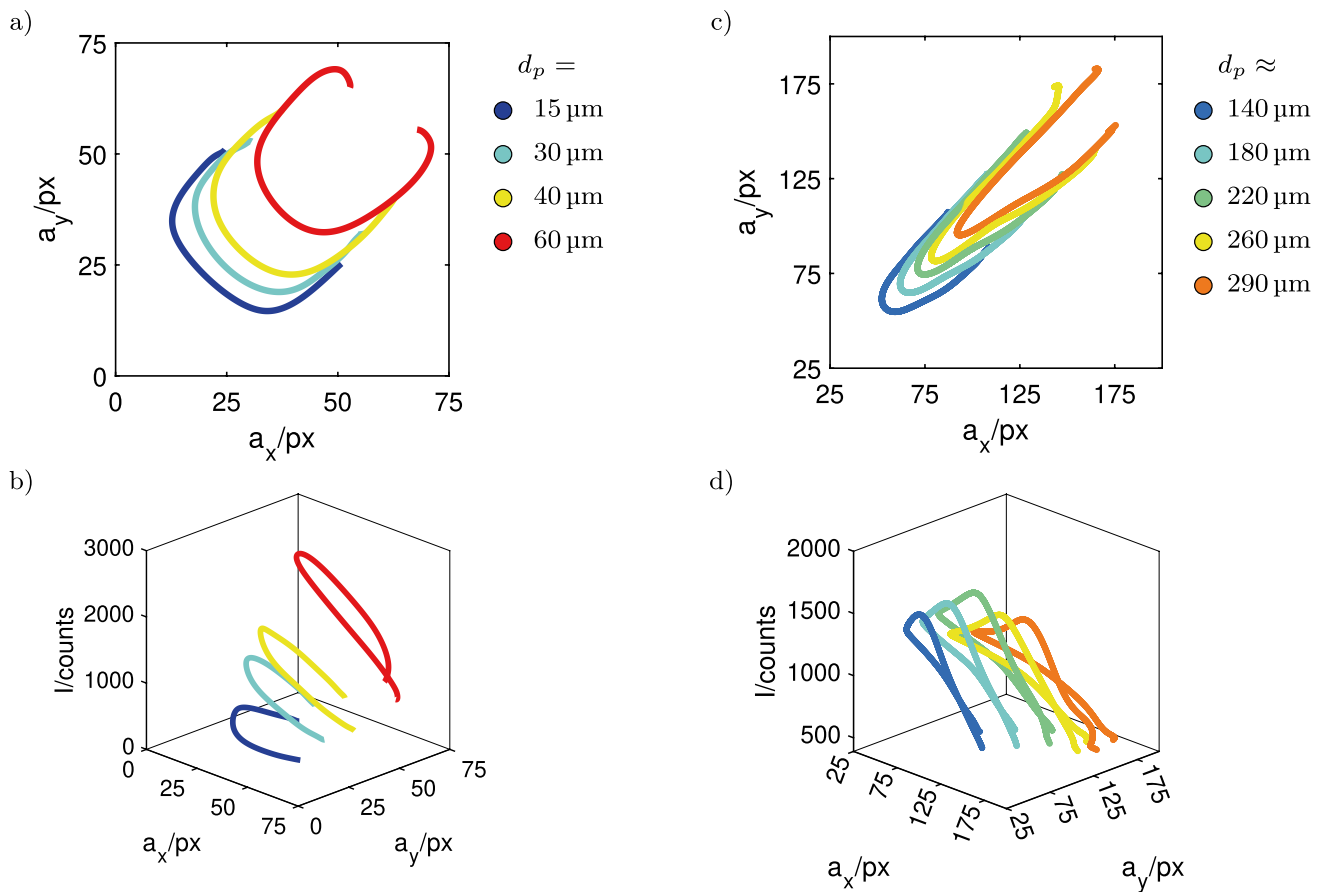 a)
75
50
25
0
a_y/px
0 25 50 75
a_x/px
d_p =
15 µm
30 µm
40 µm
60 µm
c)
175
125
75
25
a_y/px
25 75 125 175
a_x/px
d_p ≈
140 µm
180 µm
220 µm
260 µm
290 µm
b)
3000
2000
1000
0
I/counts
0 25 50 75
a_x/px
0 25 50 75
a_y/px
d)
2000
1500
1000
500
I/counts
25 75 125 175
a_x/px
25 75 125 175
a_y/px